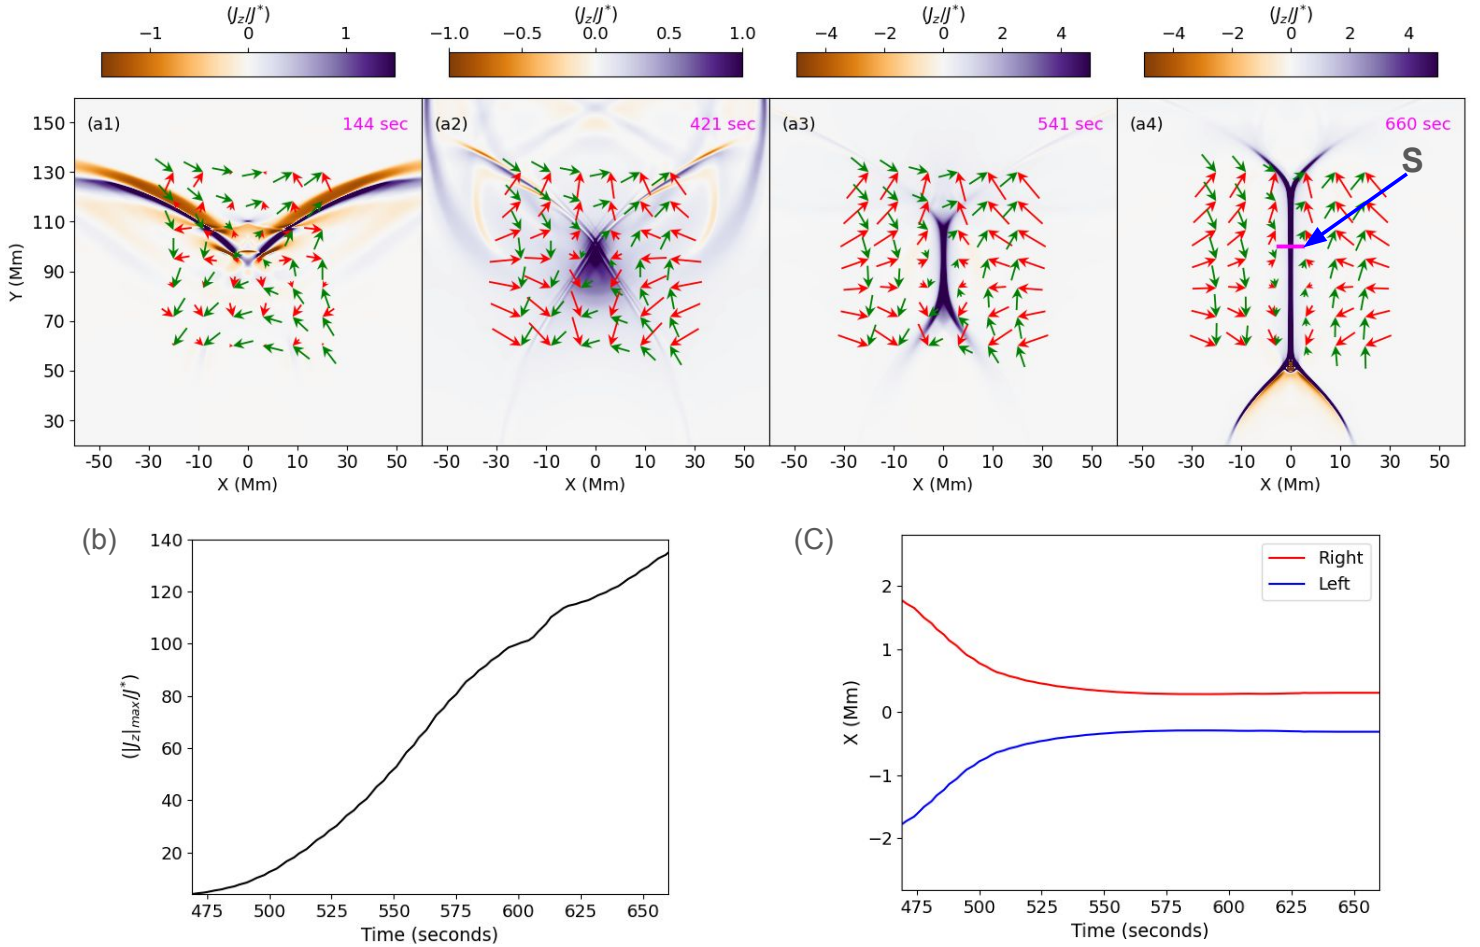 (J_z/J*) (J_z/J*) (J_z/J*) (J_z/J*)
−1 0 1 −1.0 −0.5 0.0 0.5 1.0 −4 −2 0 2 4 −4 −2 0 2 4
(a1) 144 sec (a2) 421 sec (a3) 541 sec (a4) 660 sec
S
150
130
110
90
70
50
30
Y (Mm)
-50 -30 -10 0 10 30 50 -50 -30 -10 0 10 30 50 -50 -30 -10 0 10 30 50 -50 -30 -10 0 10 30 50
X (Mm) X (Mm) X (Mm) X (Mm)
(b)
140
120
100
80
60
40
20
(|J_z|_max/J*)
475 500 525 550 575 600 625 650
Time (seconds)
(C)
Right
Left
2
1
0
−1
−2
X (Mm)
475 500 525 550 575 600 625 650
Time (seconds)